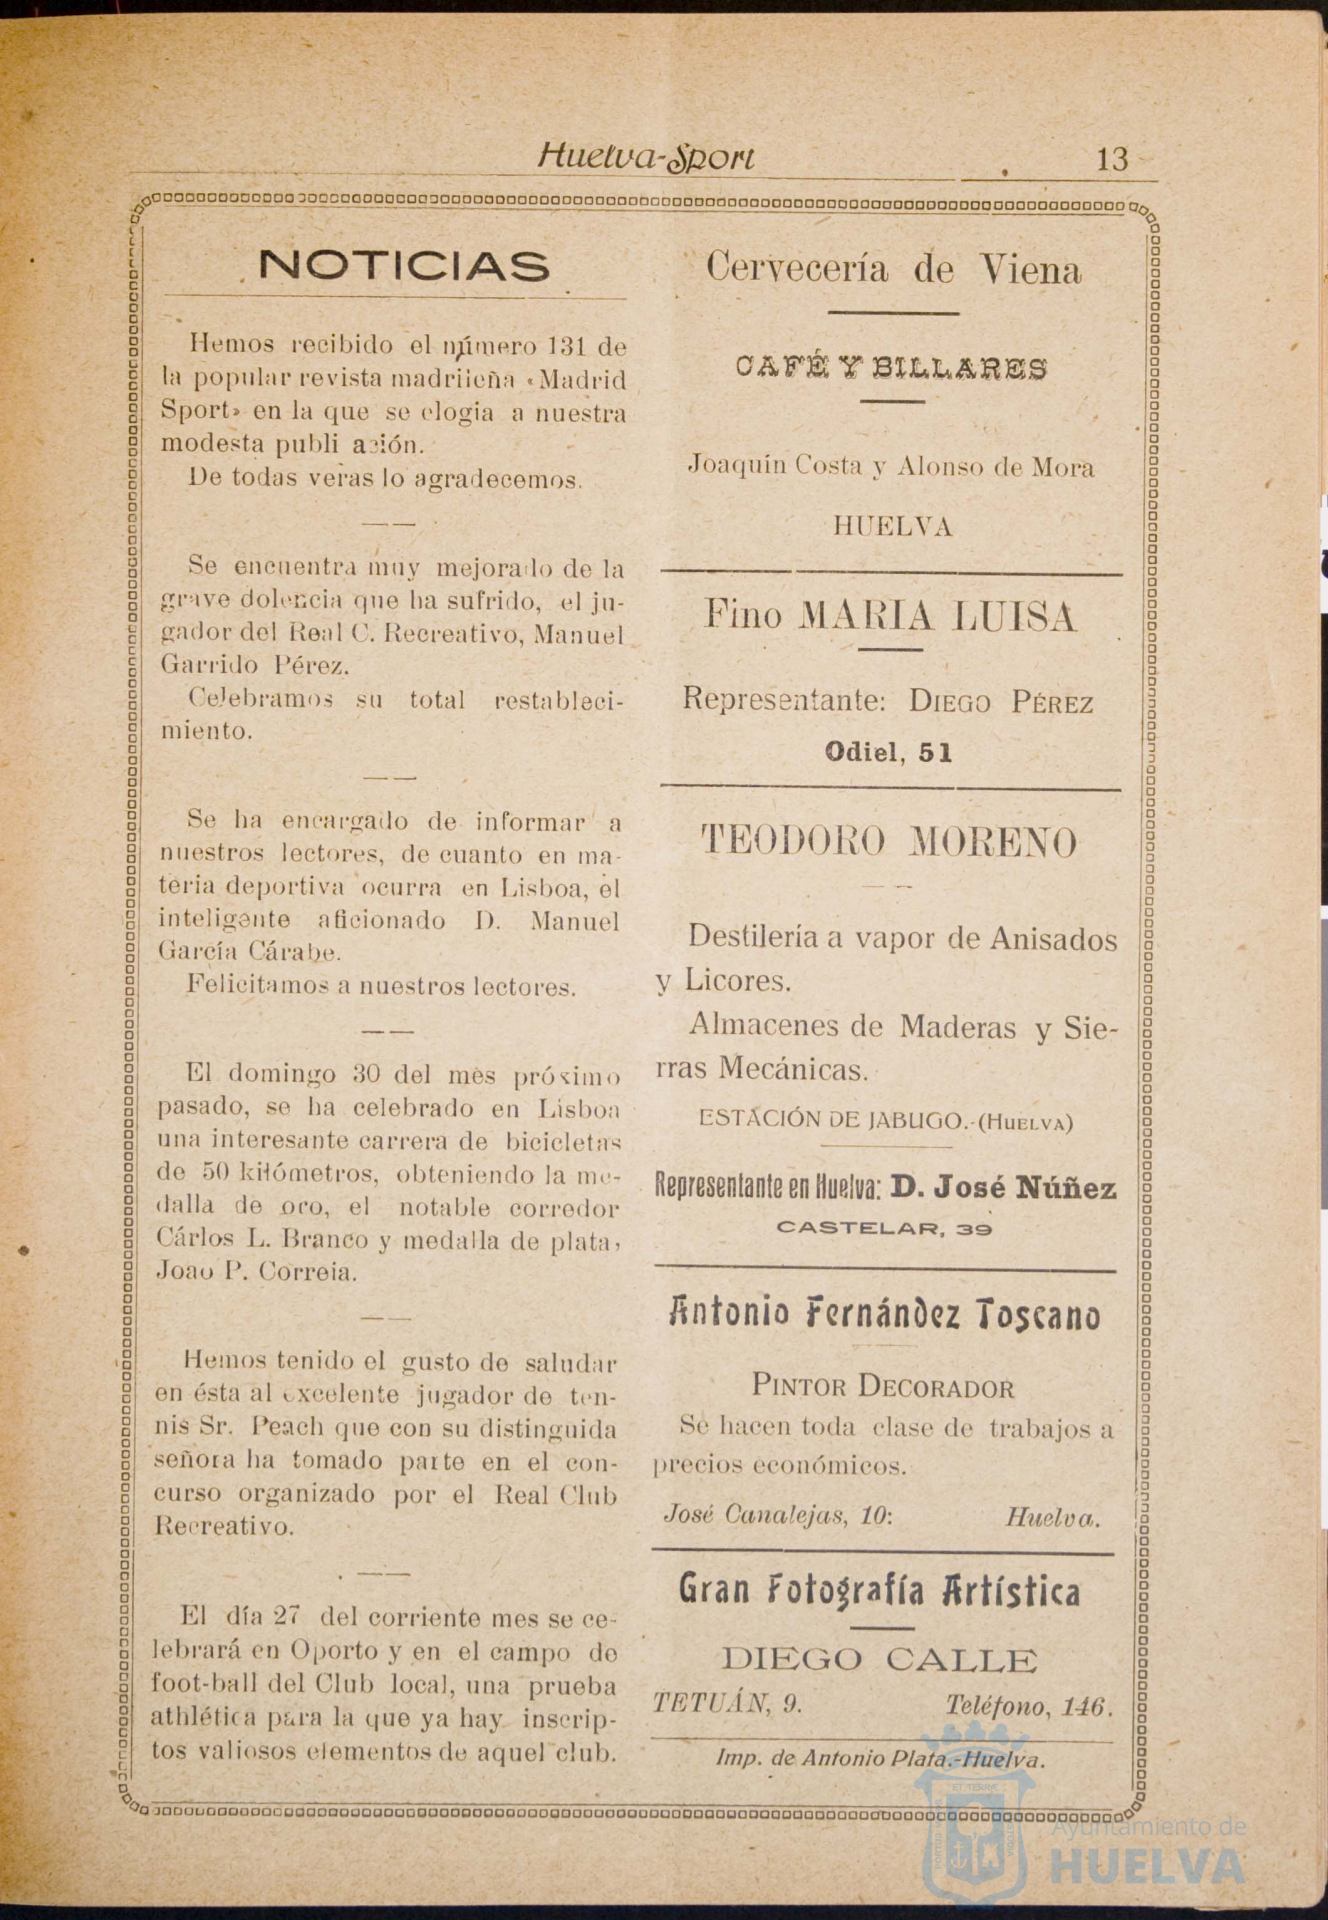 Huelva-Sport
13
NOTICIAS
Hemos recibido el número 131 de
la popular revista madrileña «Madrid
Sport» en la que se elogia a nuestra
modesta publi ación.
De todas veras lo agradecemos.
Se encuentra muy mejorado de la
grave dolencia que ha sufrido, el ju-
gador del Real C. Recreativo, Manuel
Garrido Pérez.
Celebramos su total restableci-
miento.
Se ha encargado de informar a
nuestros lectores, de cuanto en ma-
teria deportiva ocurra en Lisboa, el
inteligente aficionado D. Manuel
García Cárabe.
Felicitamos a nuestros lectores.
El domingo 30 del mes próximo
pasado, se ha celebrado en Lisboa
una interesante carrera de bicicletas
de 50 kilómetros, obteniendo la me-
dalla de oro, el notable corredor
Cárlos L. Branco y medalla de plata,
Joao P. Correia.
Hemos tenido el gusto de saludar
en ésta al excelente jugador de ten-
nis Sr. Peach que con su distinguida
señora ha tomado parte en el con-
curso organizado por el Real Club
Recreativo.
El día 27 del corriente mes se ce-
lebrará en Oporto y en el campo de
foot-ball del Club local, una prueba
athlética para la que ya hay inscrip-
tos valiosos elementos de aquel club.
Cervecería de Viena
CAFÉ Y BILLARES
Joaquín Costa y Alonso de Mora
HUELVA
Fino MARIA LUISA
Representante: DIEGO PÉREZ
Odiel, 51
TEODORO MORENO
Destilería a vapor de Anisados
y Licores.
Almacenes de Maderas y Sie-
rras Mecánicas.
ESTACIÓN DE JABUGO.-(HUELVA)
Representante en Huelva: D. José Núñez
CASTELAR, 39
Antonio Fernández Toscano
PINTOR DECORADOR
Se hacen toda clase de trabajos a
precios económicos.
José Canalejas, 10: Huelva.
Gran Fotografía Artística
DIEGO CALLE
TETUÁN, 9. Teléfono, 146.
Imp. de Antonio Plata.-Huelva.
Ayuntamiento de
HUELVA